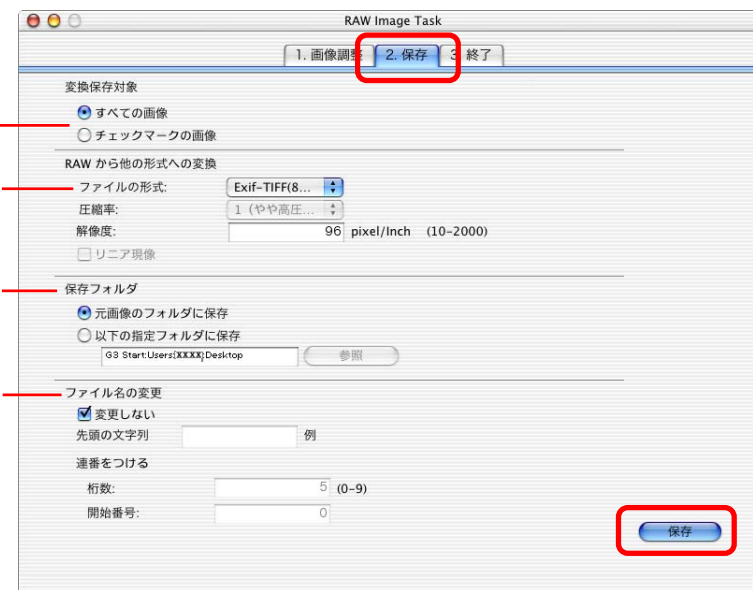 RAW Image Task
1. 画像調整 2. 保存 3. 終了
変換保存対象
すべての画像
チェックマークの画像
RAW から他の形式への変換
ファイルの形式: Exif-TIFF(8...
圧縮率: 1 (やや高圧...
解像度: 96 pixel/Inch (10-2000)
リニア現像
保存フォルダ
元画像のフォルダに保存
以下の指定フォルダに保存
G3 Start:Users:XXXX:Desktop 参照
ファイル名の変更
変更しない
先頭の文字列 例
連番をつける
桁数: 5 (0-9)
開始番号: 0
保存